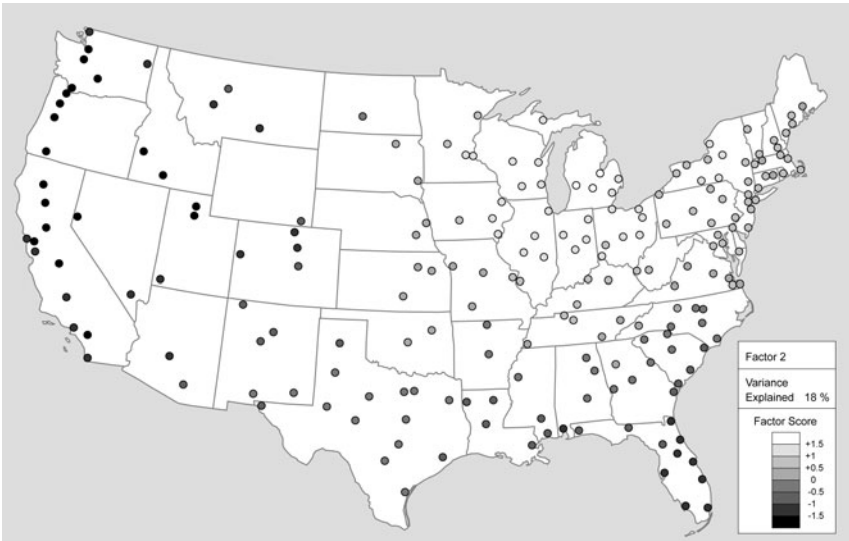 Factor 2
Variance
Explained 18 %
Factor Score
+1.5
+1
+0.5
0
-0.5
-1
-1.5